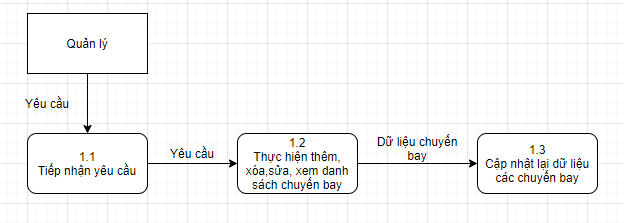 Quản lý
Yêu cầu
1.1
Tiếp nhận yêu cầu
Yêu cầu
1.2
Thực hiện thêm,
xóa,sửa, xem danh
sách chuyến bay
Dữ liệu chuyến
bay
1.3
Cập nhật lại dữ liệu
các chuyến bay